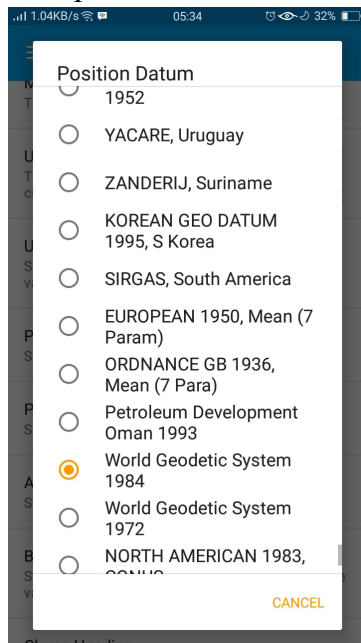 1.04KB/s
05:34
32%
Position Datum
1952
YACARE, Uruguay
ZANDERIJ, Suriname
KOREAN GEO DATUM
1995, S Korea
SIRGAS, South America
EUROPEAN 1950, Mean (7
Param)
ORDNANCE GB 1936,
Mean (7 Para)
Petroleum Development
Oman 1993
World Geodetic System
1984
World Geodetic System
1972
NORTH AMERICAN 1983,
CANCEL